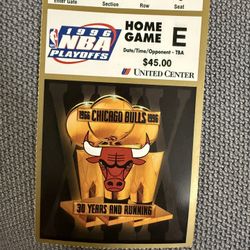 Enter Gate Section Row Seat
1996
NBA
PLAYOFFS
HOME
GAME E
Date/Time/Opponent - TBA
$45.00
UNITED CENTER
1966 CHICAGO BULLS 1996
30 YEARS AND RUNNING